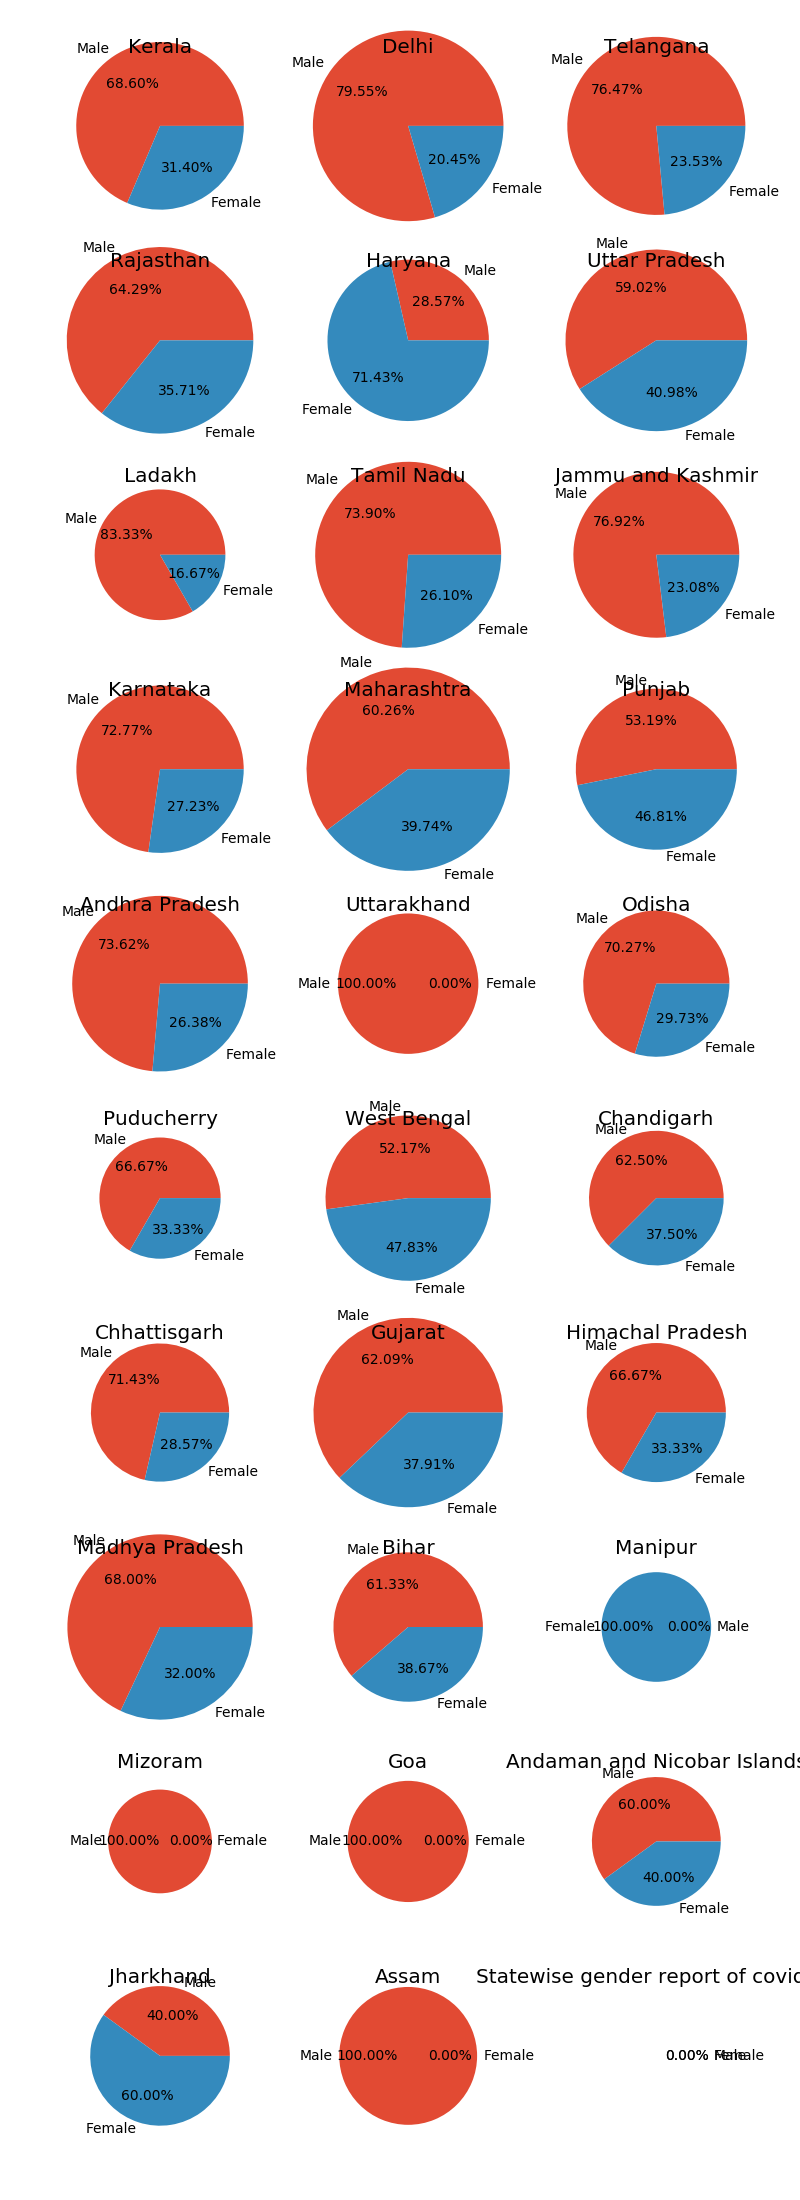 Kerala
Male
68.60%
31.40%
Female
Delhi
Male
79.55%
20.45%
Female
Telangana
Male
76.47%
23.53%
Female
Rajasthan
Male
64.29%
35.71%
Female
Haryana
Male
28.57%
71.43%
Female
Uttar Pradesh
Male
59.02%
40.98%
Female
Ladakh
Male
83.33%
16.67%
Female
Tamil Nadu
Male
73.90%
26.10%
Female
Jammu and Kashmir
Male
76.92%
23.08%
Female
Karnataka
Male
72.77%
27.23%
Female
Maharashtra
Male
60.26%
39.74%
Female
Punjab
Male
53.19%
46.81%
Female
Andhra Pradesh
Male
73.62%
26.38%
Female
Uttarakhand
Male 100.00% 0.00% Female
Odisha
Male
70.27%
29.73%
Female
Puducherry
Male
66.67%
33.33%
Female
West Bengal
Male
52.17%
47.83%
Female
Chandigarh
Male
62.50%
37.50%
Female
Chhattisgarh
Male
71.43%
28.57%
Female
Gujarat
Male
62.09%
37.91%
Female
Himachal Pradesh
Male
66.67%
33.33%
Female
Madhya Pradesh
Male
68.00%
32.00%
Female
Bihar
Male
61.33%
38.67%
Female
Manipur
Female 100.00% 0.00% Male
Mizoram
Male 100.00% 0.00% Female
Goa
Male 100.00% 0.00% Female
Andaman and Nicobar Islands
Male
60.00%
40.00%
Female
Jharkhand
Male
40.00%
60.00%
Female
Assam
Male 100.00% 0.00% Female
Statewise gender report of covid
0.00% Male Female